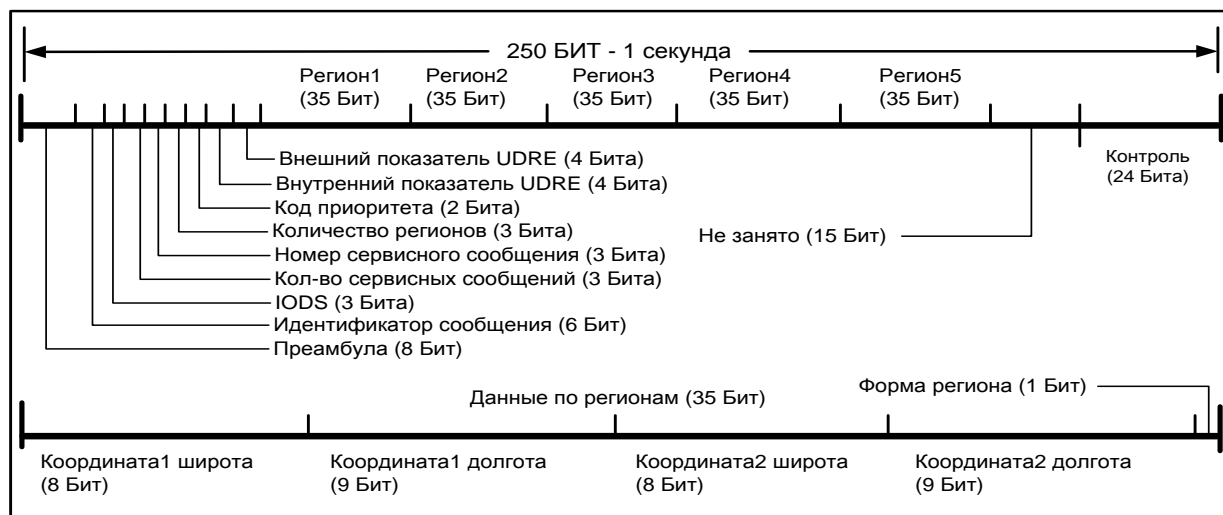 250 БИТ - 1 секунда
Регион1
(35 Бит)
Регион2
(35 Бит)
Регион3
(35 Бит)
Регион4
(35 Бит)
Регион5
(35 Бит)
Контроль
(24 Бита)
Внешний показатель UDRE (4 Бита)
Внутренний показатель UDRE (4 Бита)
Код приоритета (2 Бита)
Количество регионов (3 Бита)
Не занято (15 Бит)
Номер сервисного сообщения (3 Бита)
Кол-во сервисных сообщений (3 Бита)
IODS (3 Бита)
Идентификатор сообщения (6 Бит)
Преамбула (8 Бит)
Форма региона (1 Бит)
Данные по регионам (35 Бит)
Координата1 широта
(8 Бит)
Координата1 долгота
(9 Бит)
Координата2 широта
(8 Бит)
Координата2 долгота
(9 Бит)